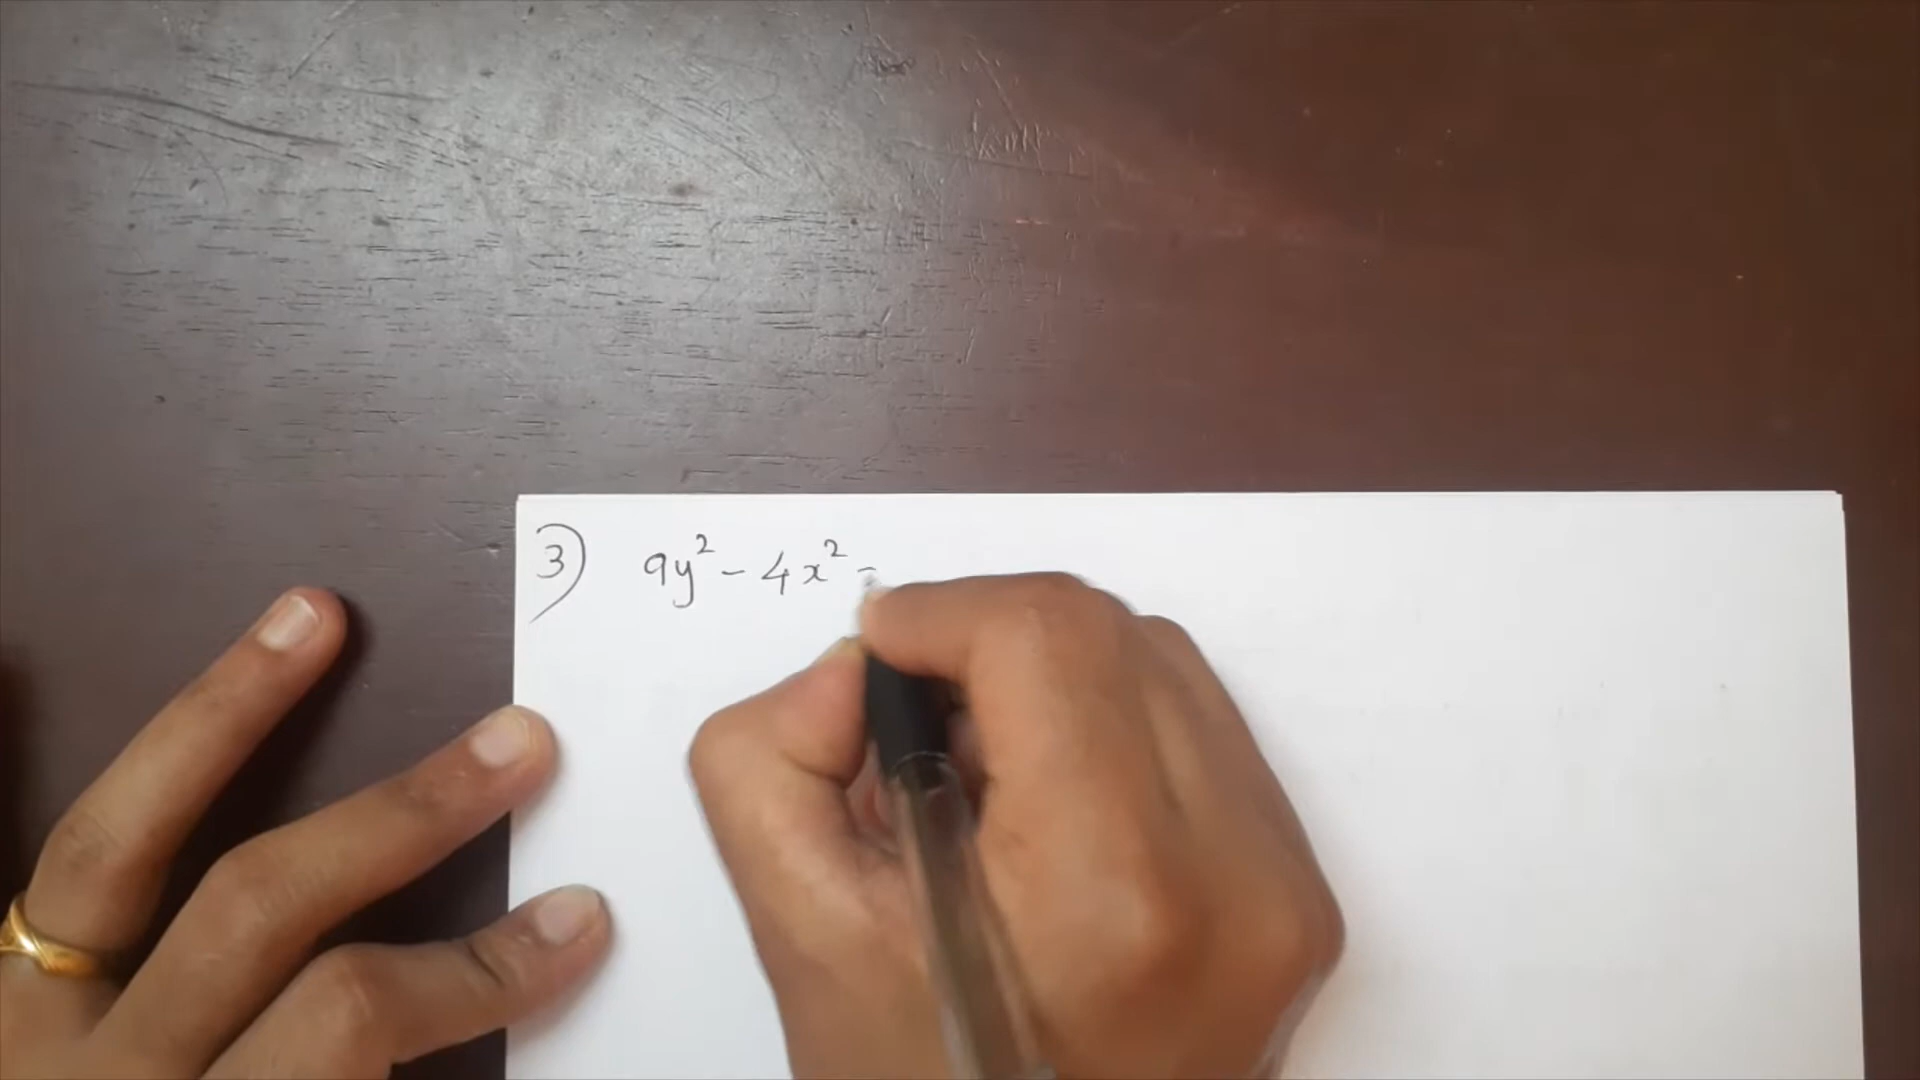 3) 9y² - 4x² =